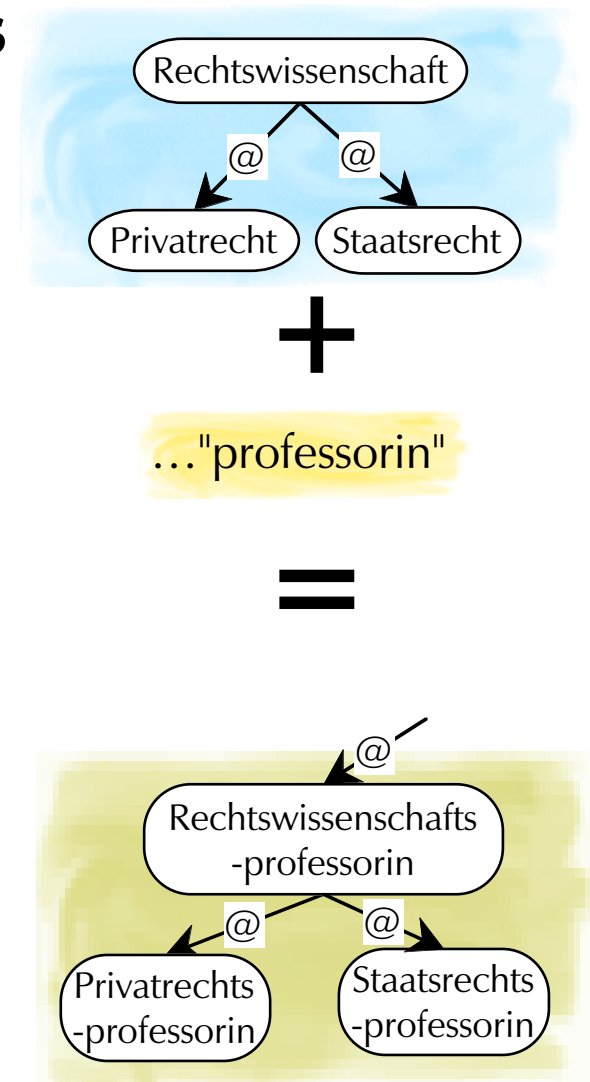 s
Rechtswissenschaft
@ @
Privatrecht Staatsrecht
+
..."professorin"
=
@
Rechtswissenschafts
-professorin
@ @
Privatrechts
-professorin
Staatsrechts
-professorin